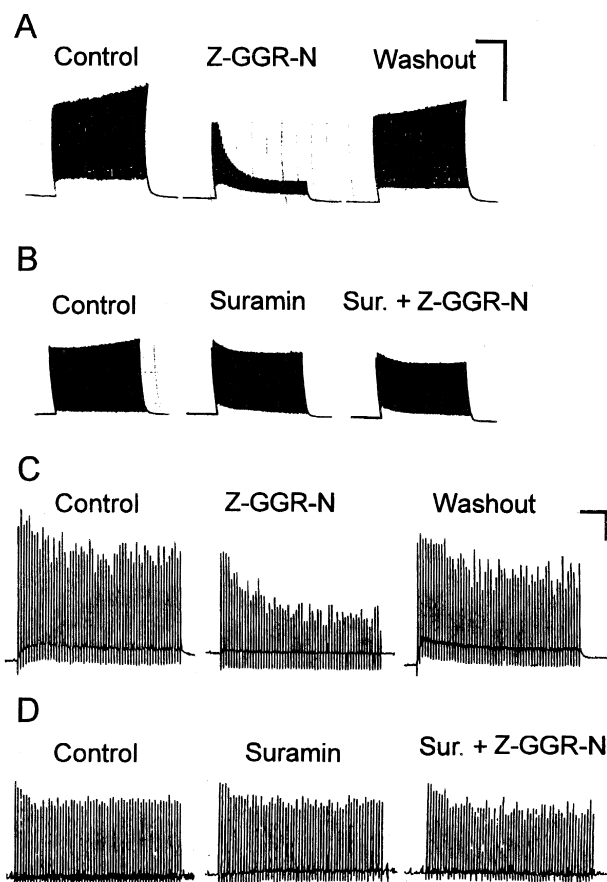 A
Control Z-GGR-N Washout
B
Control Suramin Sur. + Z-GGR-N
C
Control Z-GGR-N Washout
D
Control Suramin Sur. + Z-GGR-N